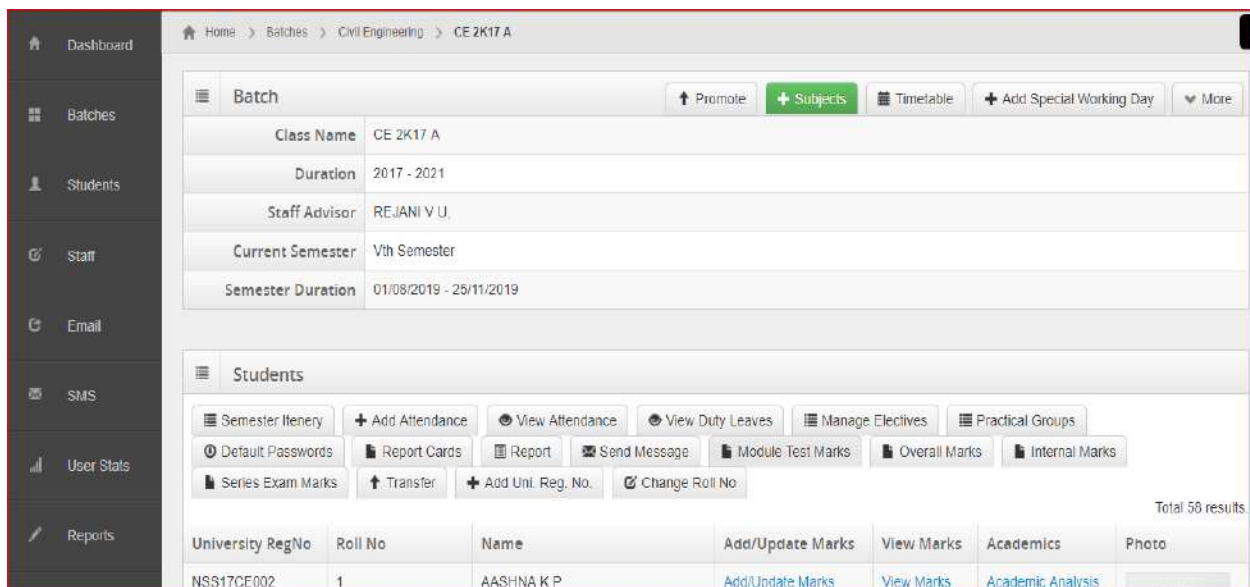 Home > Batches > Civil Engineering > CE 2K17 A
Dashboard
Batches
Students
Staff
Email
SMS
User Stats
Reports
Batch
Promote
+ Subjects
Timetable
+ Add Special Working Day
More
Class Name CE 2K17 A
Duration 2017 - 2021
Staff Advisor REJANI V U,
Current Semester Vth Semester
Semester Duration 01/08/2019 - 25/11/2019
Students
Semester Itenery + Add Attendance View Attendance View Duty Leaves Manage Electives Practical Groups
Default Passwords Report Cards Report Send Message Module Test Marks Overall Marks Internal Marks
Series Exam Marks Transfer + Add Uni. Reg. No. Change Roll No
Total 58 results.
University RegNo Roll No Name Add/Update Marks View Marks Academics Photo
NSS17CE002 1 AASHNA K P Add/Update Marks View Marks Academic Analysis